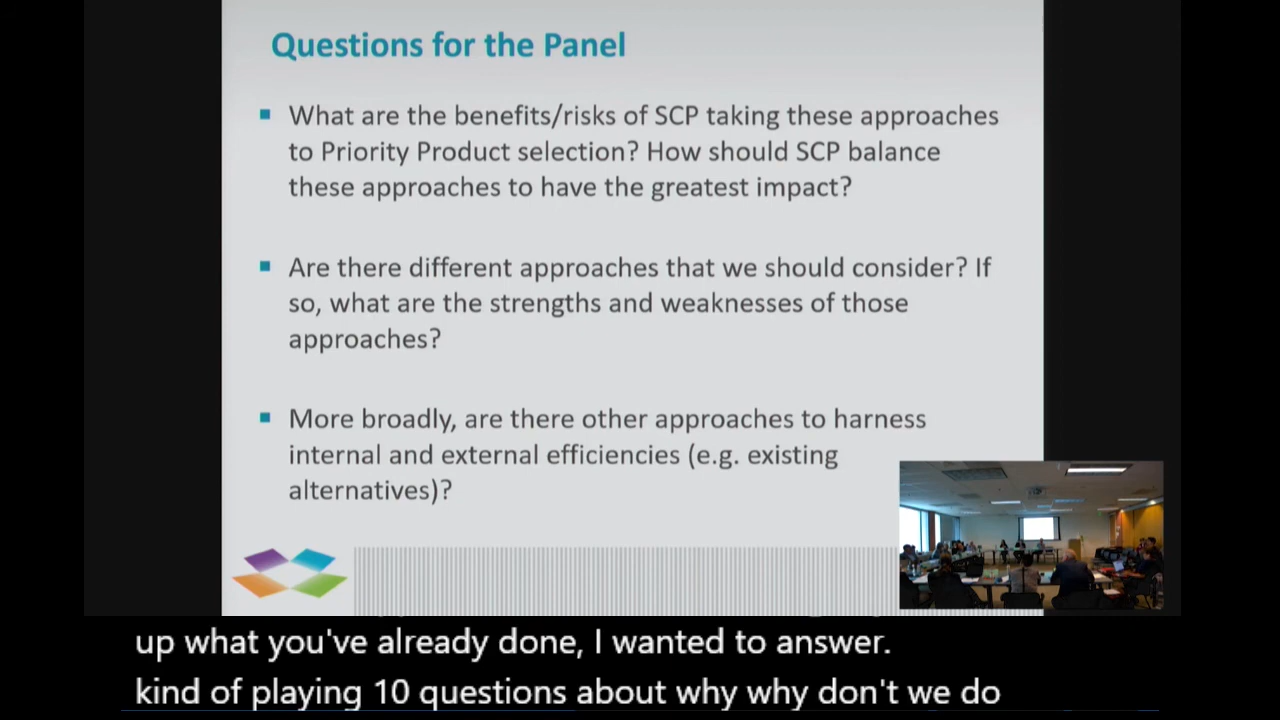 Questions for the Panel
What are the benefits/risks of SCP taking these approaches
to Priority Product selection? How should SCP balance
these approaches to have the greatest impact?
Are there different approaches that we should consider? If
so, what are the strengths and weaknesses of those
approaches?
More broadly, are there other approaches to harness
internal and external efficiencies (e.g. existing
alternatives)?
up what you've already done, I wanted to answer.
kind of playing 10 questions about why why don't we do